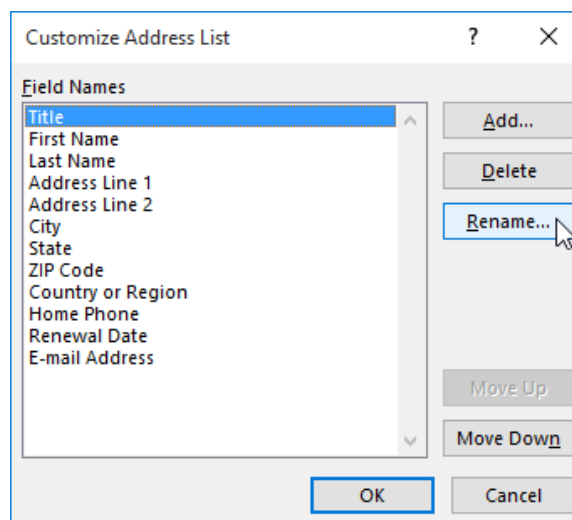 Customize Address List ?
Field Names
Title
First Name
Last Name
Address Line 1
Address Line 2
City
State
ZIP Code
Country or Region
Home Phone
Renewal Date
E-mail Address
Add...
Delete
Rename...
Move Up
Move Down
OK Cancel